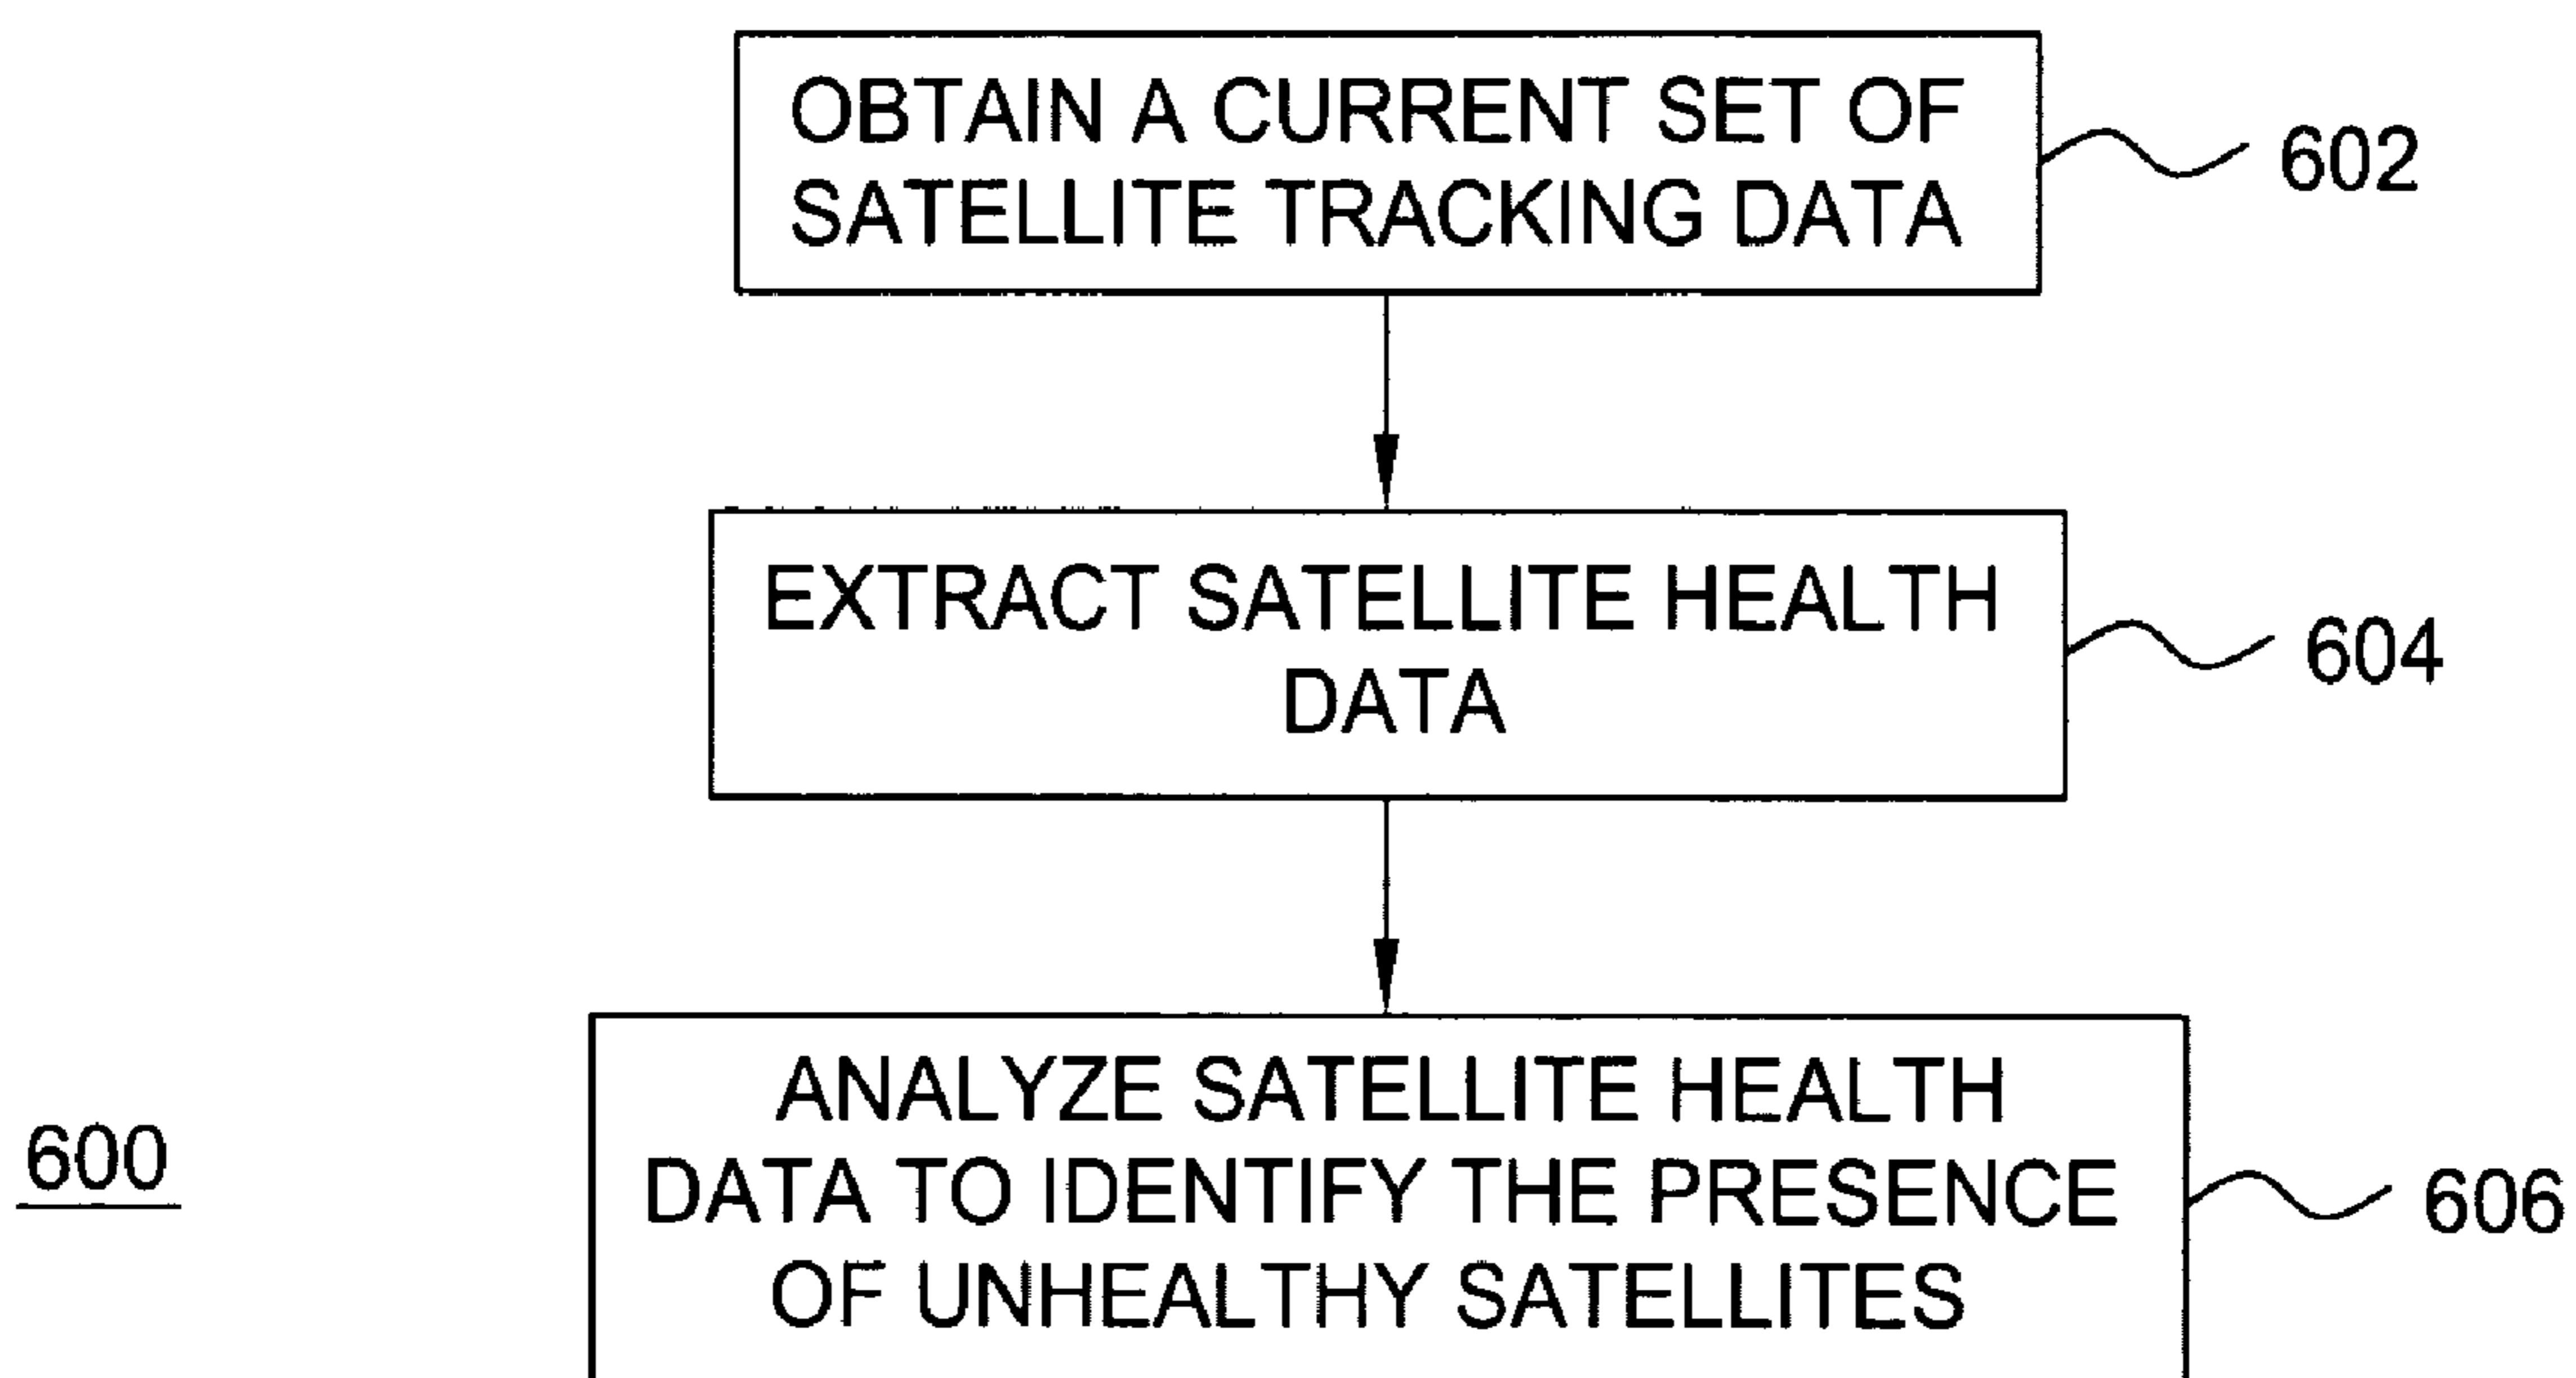 OBTAIN A CURRENT SET OF
SATELLITE TRACKING DATA
602
EXTRACT SATELLITE HEALTH
DATA
604
ANALYZE SATELLITE HEALTH
DATA TO IDENTIFY THE PRESENCE
OF UNHEALTHY SATELLITES
606
600